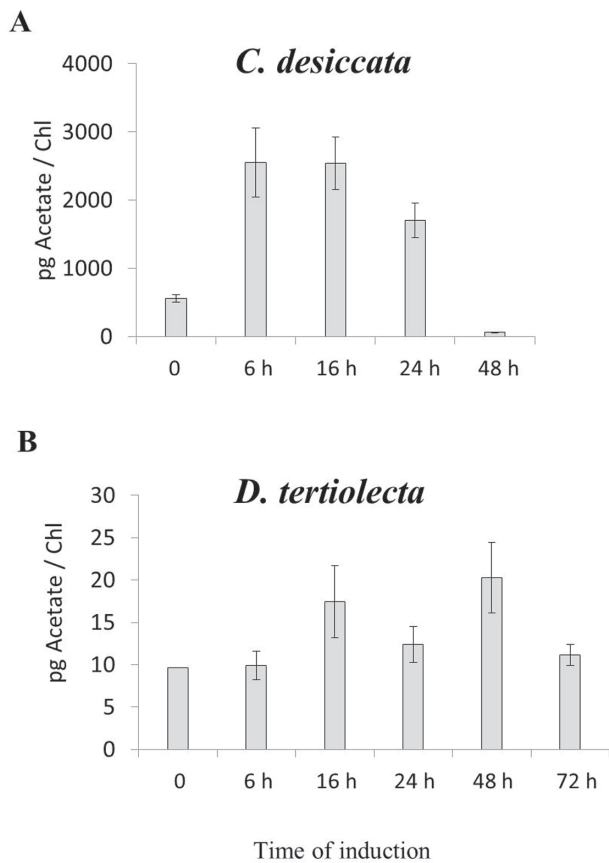 A
C. desiccata
pg Acetate / Chl
4000
3000
2000
1000
0
0 6 h 16 h 24 h 48 h
B
D. tertiolecta
pg Acetate / Chl
30
25
20
15
10
5
0
0 6 h 16 h 24 h 48 h 72 h
Time of induction